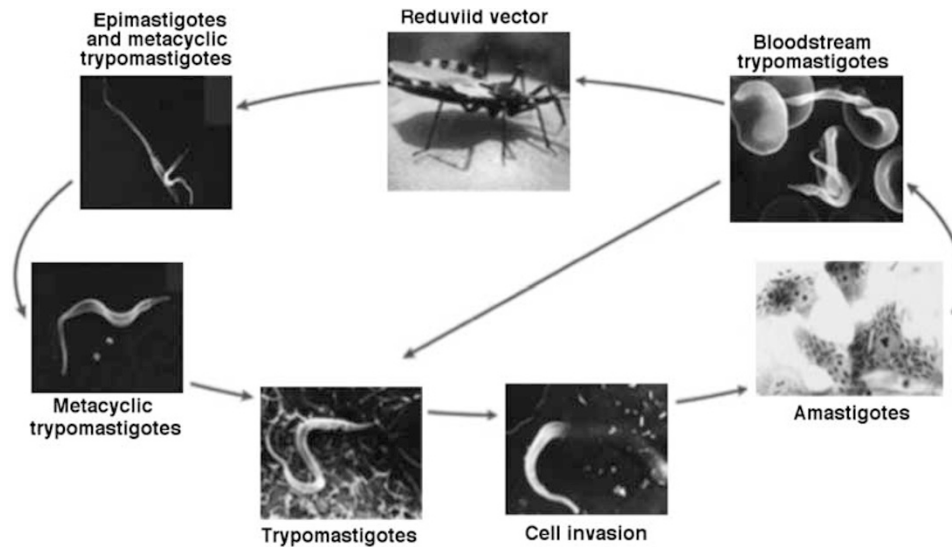 Epimastigotes
and metacyclic
trypomastigotes
Reduviid vector
Bloodstream
trypomastigotes
Metacyclic
trypomastigotes
Amastigotes
Trypomastigotes
Cell invasion